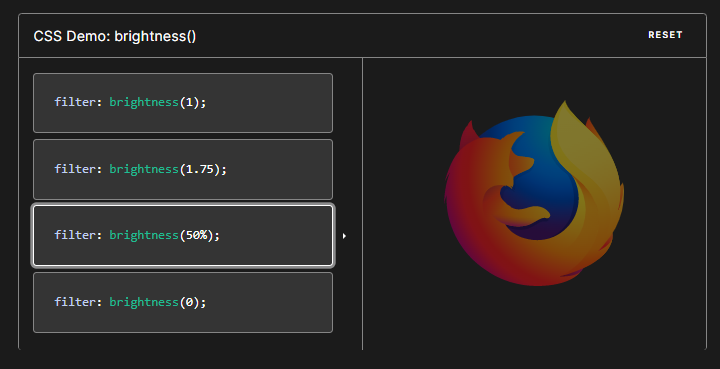 CSS Demo: brightness()
RESET
filter: brightness(1);
filter: brightness(1.75);
filter: brightness(50%);
filter: brightness(0);